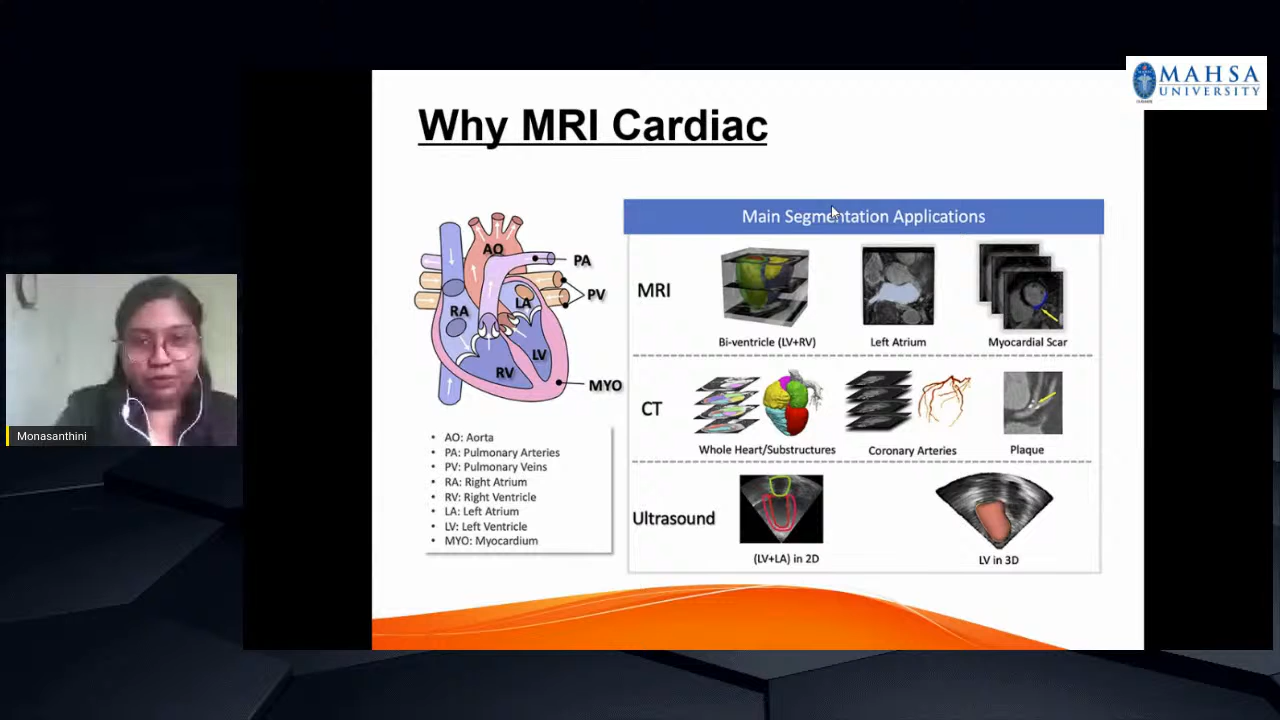 MAHSA
UNIVERSITY
Why MRI Cardiac
AO
PA
PV
LA
RA
LV
RV
MYO
• AO: Aorta
• PA: Pulmonary Arteries
• PV: Pulmonary Veins
• RA: Right Atrium
• RV: Right Ventricle
• LA: Left Atrium
• LV: Left Ventricle
• MYO: Myocardium
Main Segmentation Applications
MRI
Bi-ventricle (LV+RV)
Left Atrium
Myocardial Scar
CT
Whole Heart/Substructures
Coronary Arteries
Plaque
Ultrasound
(LV+LA) in 2D
LV in 3D
Monasanthini